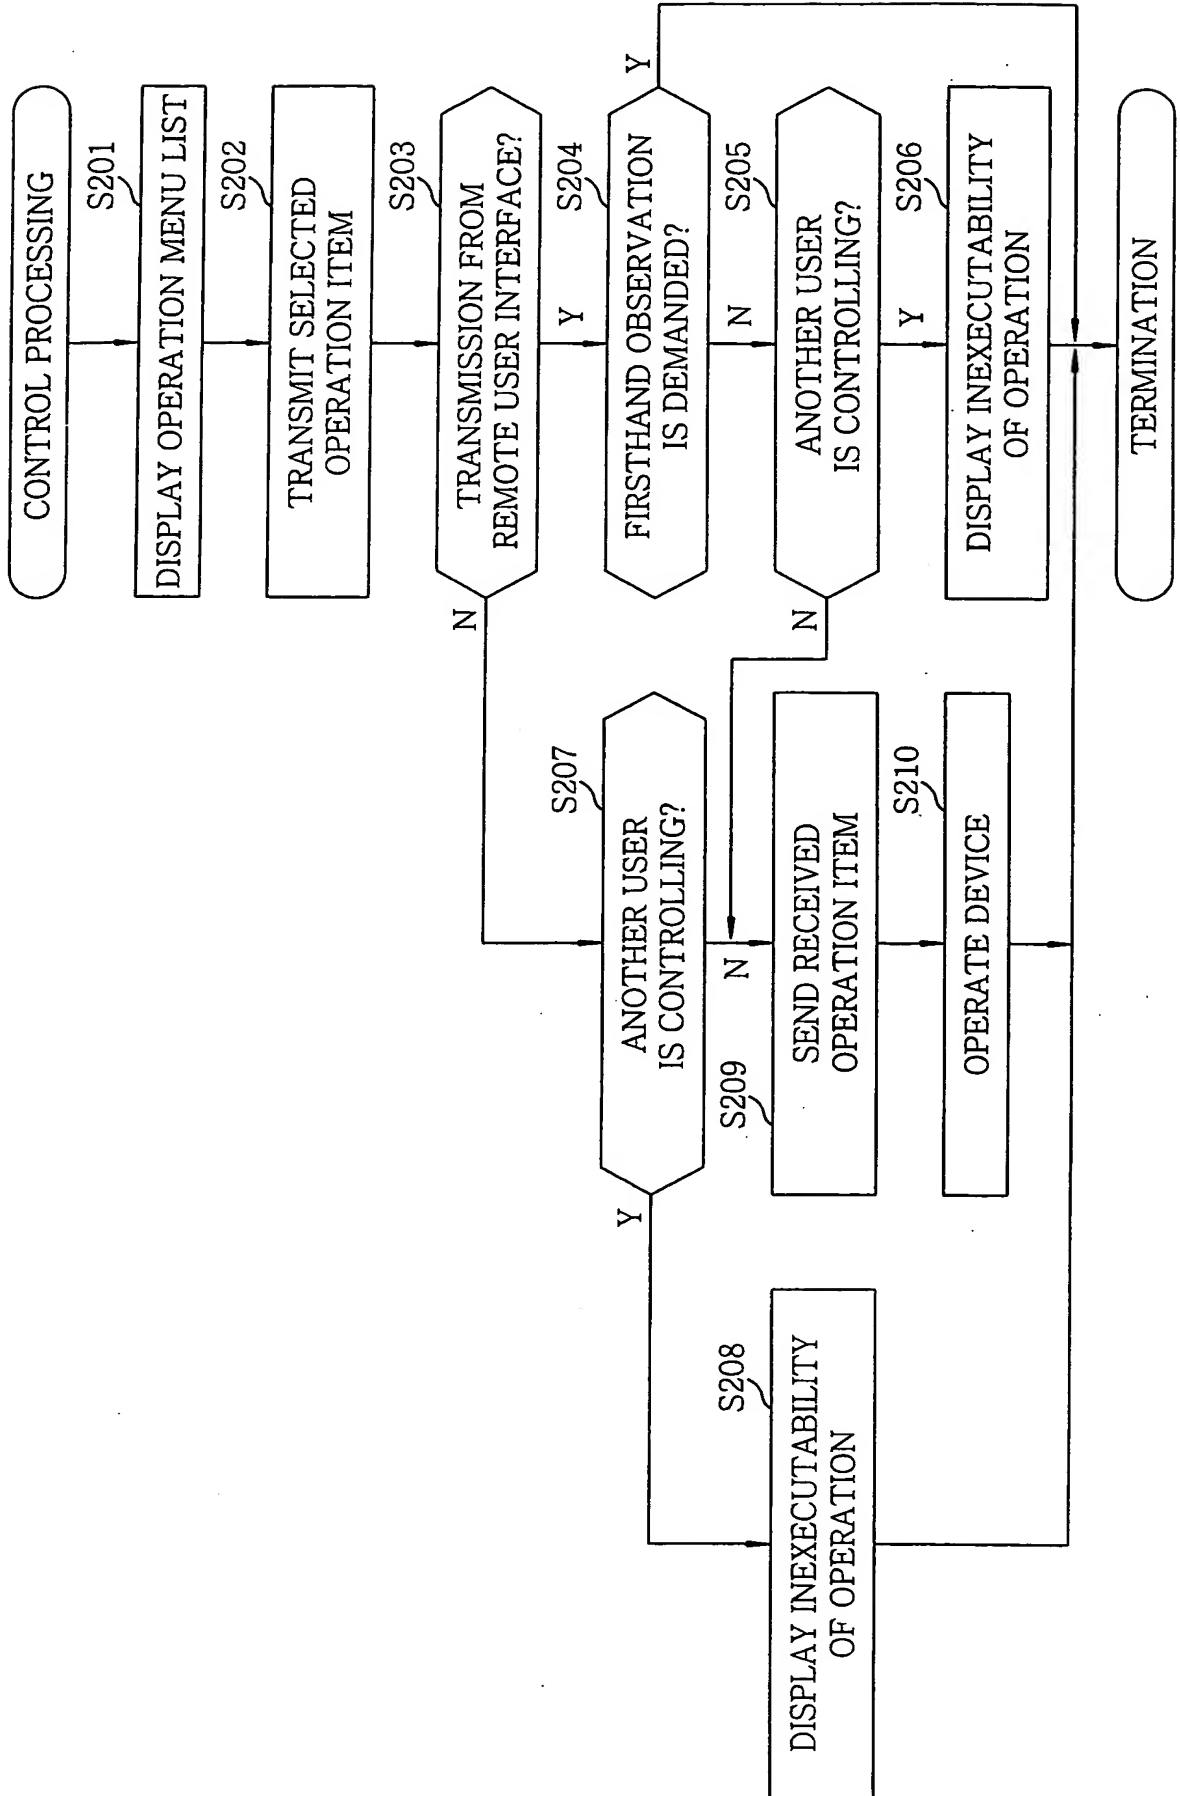 CONTROL PROCESSING
S201
DISPLAY OPERATION MENU LIST
S202
TRANSMIT SELECTED
OPERATION ITEM
S203
TRANSMISSION FROM
REMOTE USER INTERFACE?
N
Y
S204
FIRSTHAND OBSERVATION
IS DEMANDED?
Y
N
S205
ANOTHER USER
IS CONTROLLING?
N
Y
S206
DISPLAY INEXECUTABILITY
OF OPERATION
S207
ANOTHER USER
IS CONTROLLING?
Y
N
S208
DISPLAY INEXECUTABILITY
OF OPERATION
S209
SEND RECEIVED
OPERATION ITEM
S210
OPERATE DEVICE
TERMINATION